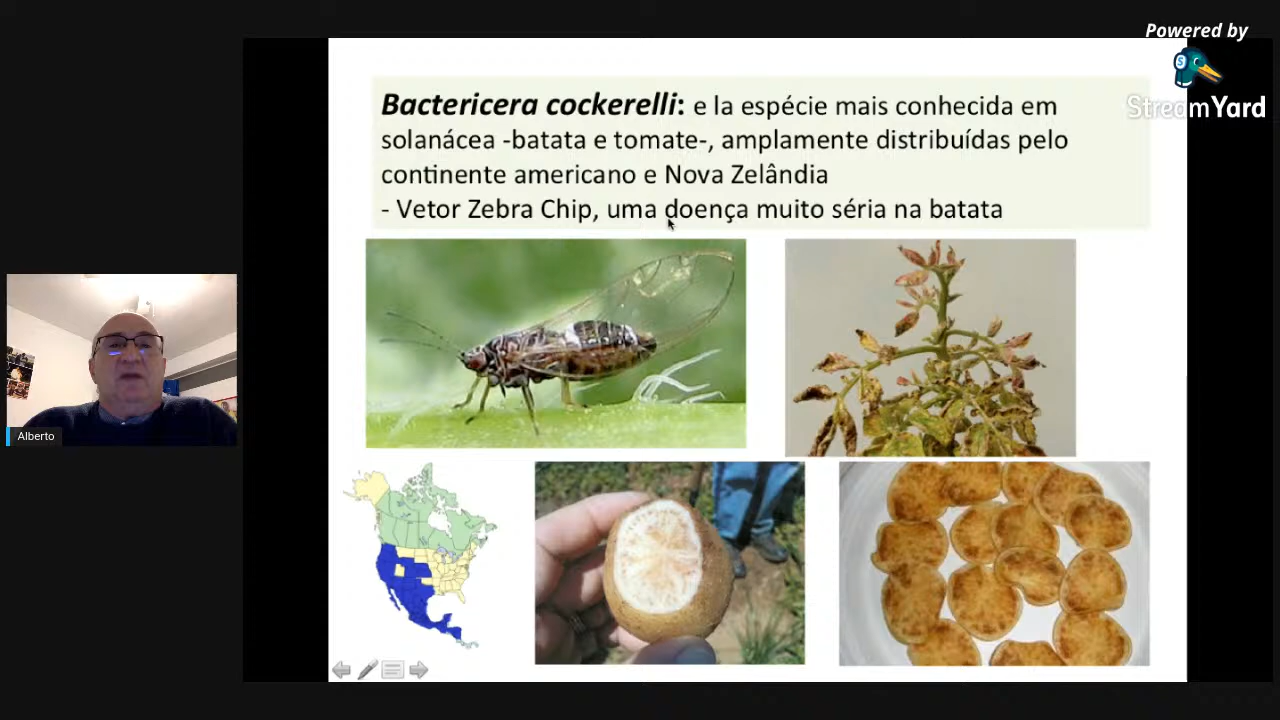 Powered by
StreamYard
Bactericera cockerelli: e la espécie mais conhecida em
solanácea -batata e tomate-, amplamente distribuídas pelo
continente americano e Nova Zelândia
- Vetor Zebra Chip, uma doença muito séria na batata
Alberto